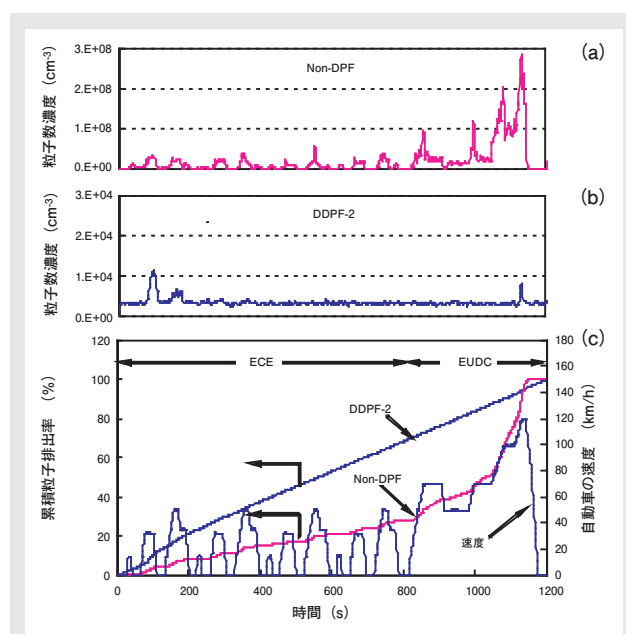 (a)
粒子数濃度 (cm-3)
3.E+08
2.E+08
1.E+08
0.E+00
Non-DPF
(b)
粒子数濃度 (cm-3)
3.E+04
2.E+04
1.E+04
0.E+00
DDPF-2
(c)
累積粒子排出率 (%)
120
100
80
60
40
20
0
ECE
EUDC
DDPF-2
Non-DPF
速度
180
160
140
120
100
80
60
40
20
0
自動車の速度 (km/h)
0 200 400 600 800 1000 1200
時間 (s)